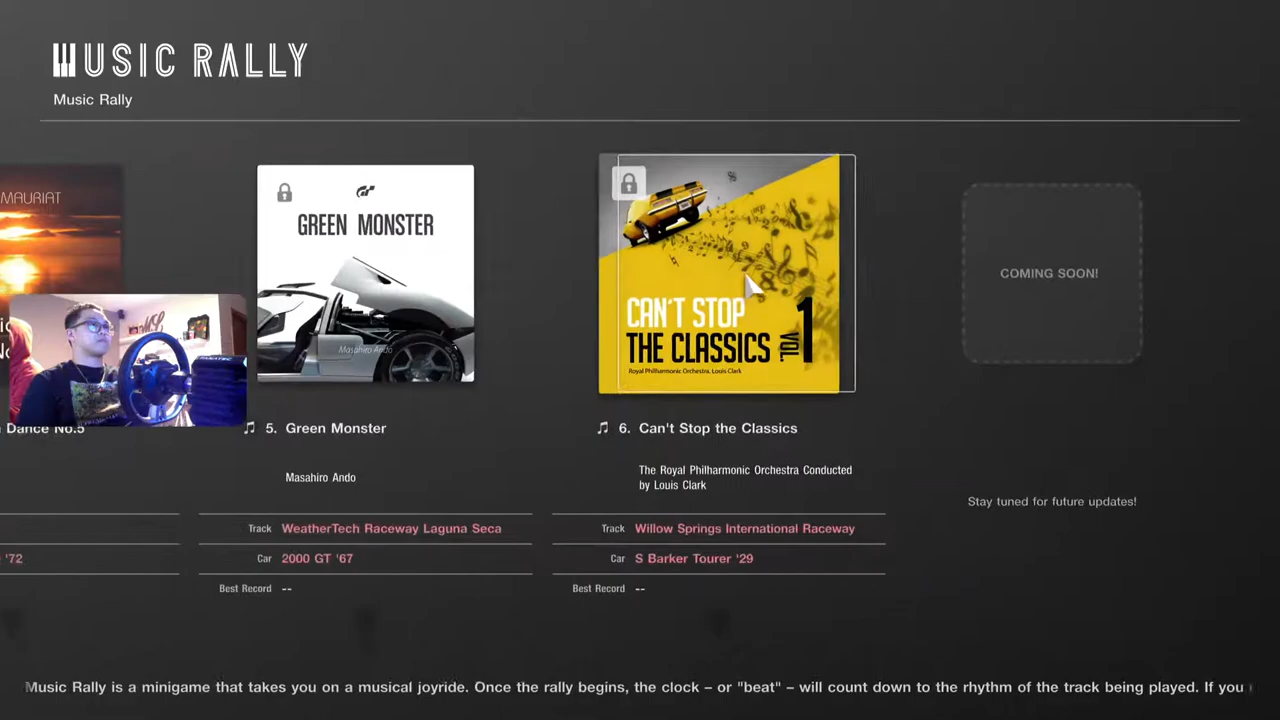 MUSIC RALLY
Music Rally
MAURIAT
GREEN MONSTER
Masahiro Ando
CAN'T STOP
THE CLASSICS VOL. 1
Royal Philharmonic Orchestra, Louis Clark
COMING SOON!
Dance No.5
5. Green Monster
6. Can't Stop the Classics
Masahiro Ando
The Royal Philharmonic Orchestra Conducted
by Louis Clark
Stay tuned for future updates!
Track WeatherTech Raceway Laguna Seca
Track Willow Springs International Raceway
'72
Car 2000 GT '67
Car S Barker Tourer '29
Best Record --
Best Record --
Music Rally is a minigame that takes you on a musical joyride. Once the rally begins, the clock – or "beat" – will count down to the rhythm of the track being played. If you